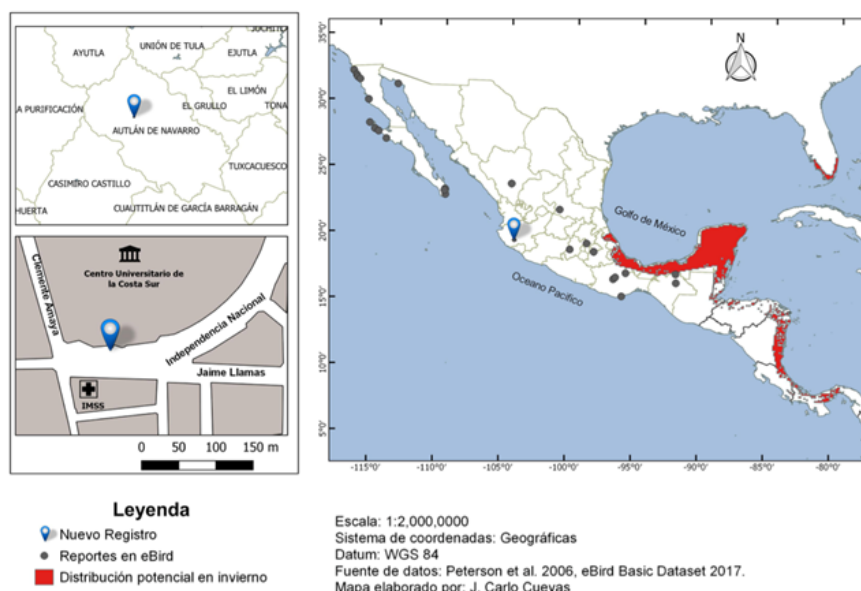 JUCHITL
AYUTLA
UNIÓN DE TULA
EJUTLA
EL LIMÓN
LA PURIFICACIÓN
EL GRULLO
TONA
AUTLÁN DE NAVARRO
TUXCACUESCO
CASIMIRO CASTILLO
HUERTA
CUAUTITLÁN DE GARCÍA BARRAGÁN
Clemente Amaya
Centro Universitario de
la Costa Sur
Independencia Nacional
Jaime Llamas
IMSS
0 50 100 150 m
N
35°0'
30°0'
25°0'
20°0'
15°0'
10°0'
5°0'
Golfo de México
Oceano Pacifico
-115°0' -110°0' -105°0' -100°0' -95°0' -90°0' -85°0' -80°0'
Leyenda
Nuevo Registro
Reportes en eBird
Distribución potencial en invierno
Escala: 1:2,000,0000
Sistema de coordenadas: Geográficas
Datum: WGS 84
Fuente de datos: Peterson et al. 2006, eBird Basic Dataset 2017.
Mapa elaborado por: J. Carlo Cuevas